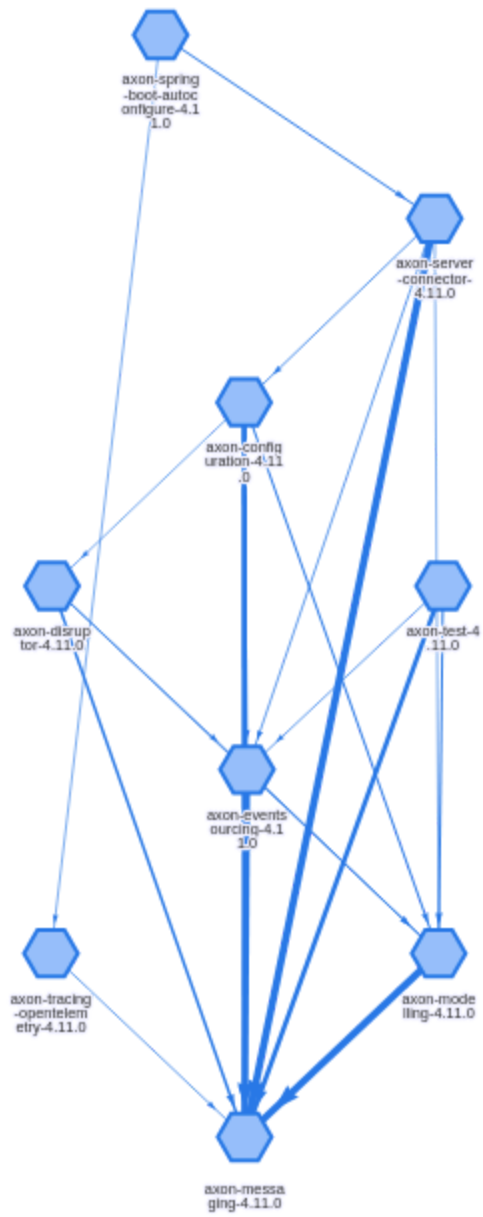 axon-spring
-boot-autoc
onfigure-4.1
1.0
axon-server
-connector-
4.11.0
axon-config
uration-4.11
.0
axon-disrup
tor-4.11.0
axon-test-4
.11.0
axon-events
ourcing-4.1
1.0
axon-tracing
-opentelem
etry-4.11.0
axon-mode
lling-4.11.0
axon-messa
ging-4.11.0